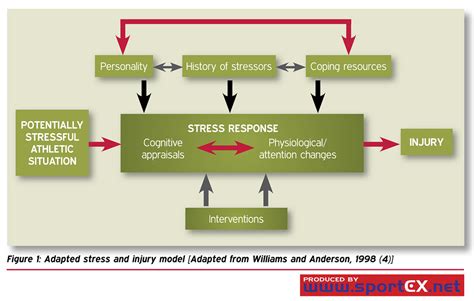 Personality
History of stressors
Coping resources
POTENTIALLY
STRESSFUL
ATHLETIC
SITUATION
STRESS RESPONSE
Cognitive
appraisals
Physiological/
attention changes
INJURY
Interventions
Figure 1: Adapted stress and injury model [Adapted from Williams and Anderson, 1998 (4)]
PRODUCED BY
www.sportEX.net